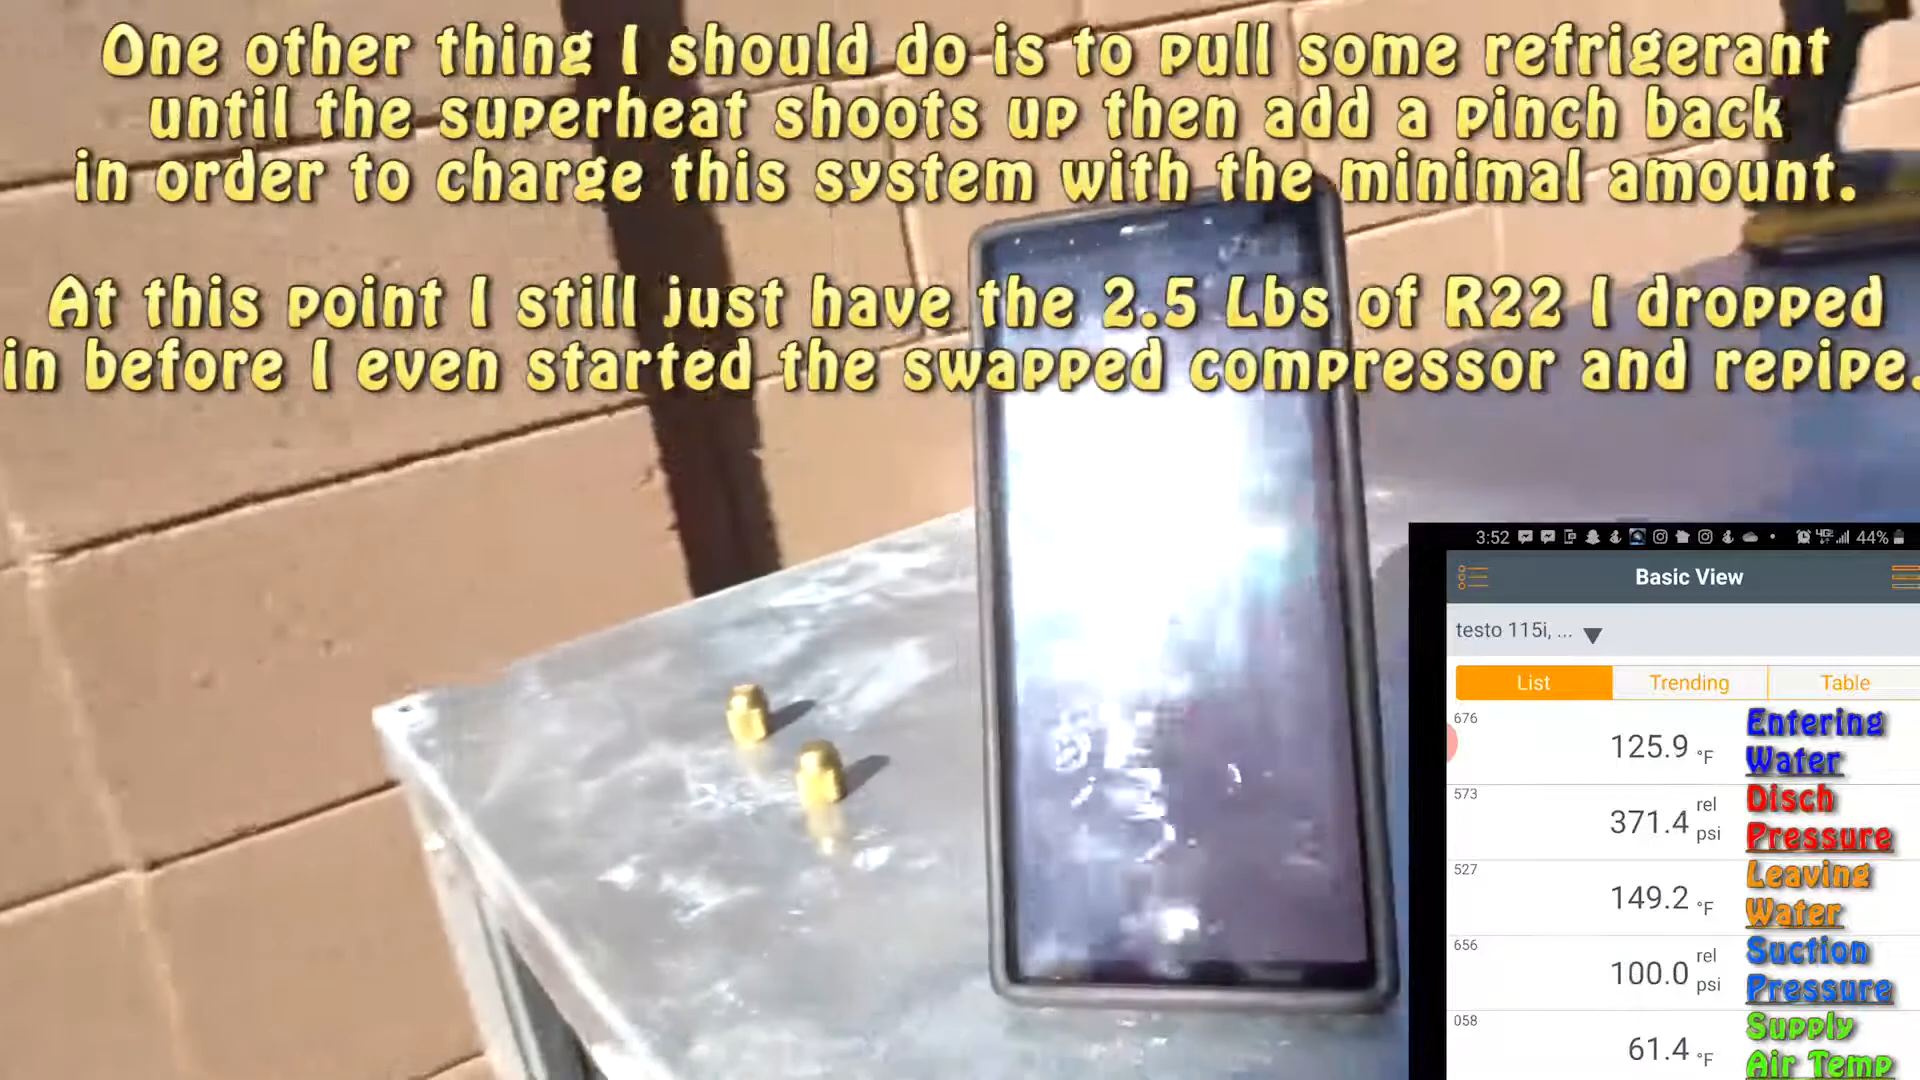 One other thing I should do is to pull some refrigerant
until the superheat shoots up then add a pinch back
in order to charge this system with the minimal amount.
At this point I still just have the 2.5 Lbs of R22 I dropped
in before I even started the swapped compressor and repipe.
3:52 44%
Basic View
testo 115i, ...
List Trending Table
676
125.9 °F Entering Water
573
371.4 rel psi Disch Pressure
527
149.2 °F Leaving Water
656
100.0 rel psi Suction Pressure
058
61.4 °F Supply Air Temp